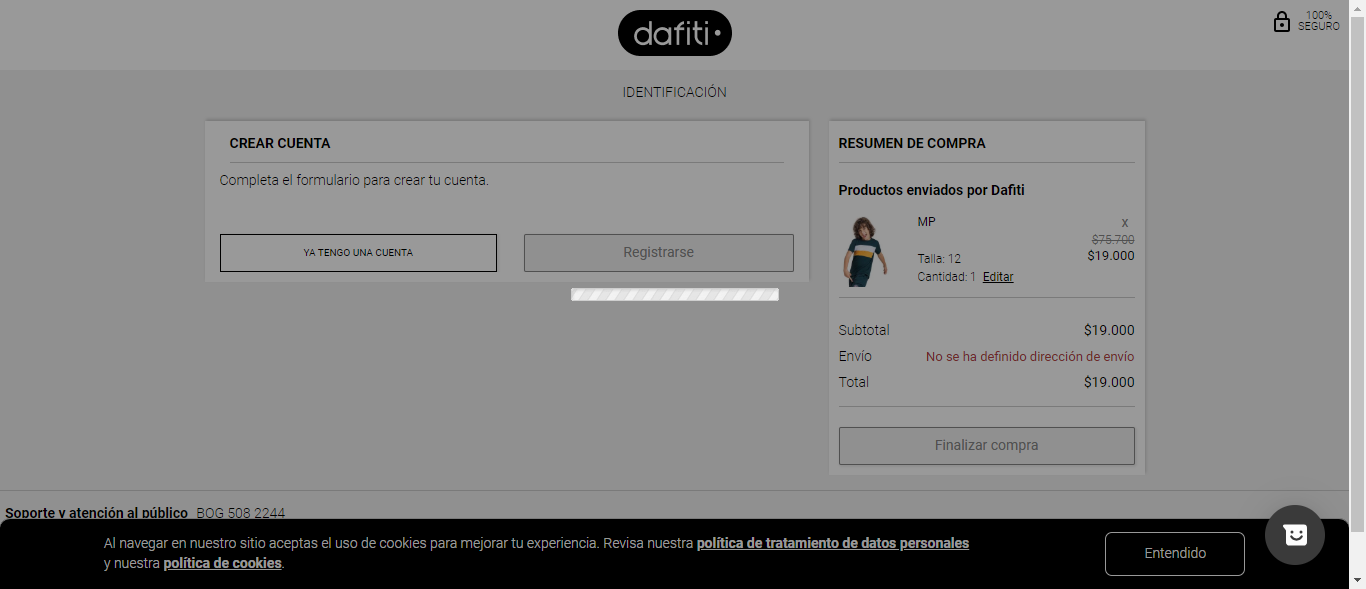 dafiti
100%
SEGURO
IDENTIFICACIÓN
CREAR CUENTA
Completa el formulario para crear tu cuenta.
YA TENGO UNA CUENTA
Registrarse
RESUMEN DE COMPRA
Productos enviados por Dafiti
MP
x
$75.700
$19.000
Talla: 12
Cantidad: 1 Editar
Subtotal $19.000
Envío No se ha definido dirección de envío
Total $19.000
Finalizar compra
Soporte y atención al público BOG 508 2244
Al navegar en nuestro sitio aceptas el uso de cookies para mejorar tu experiencia. Revisa nuestra política de tratamiento de datos personales
y nuestra política de cookies.
Entendido